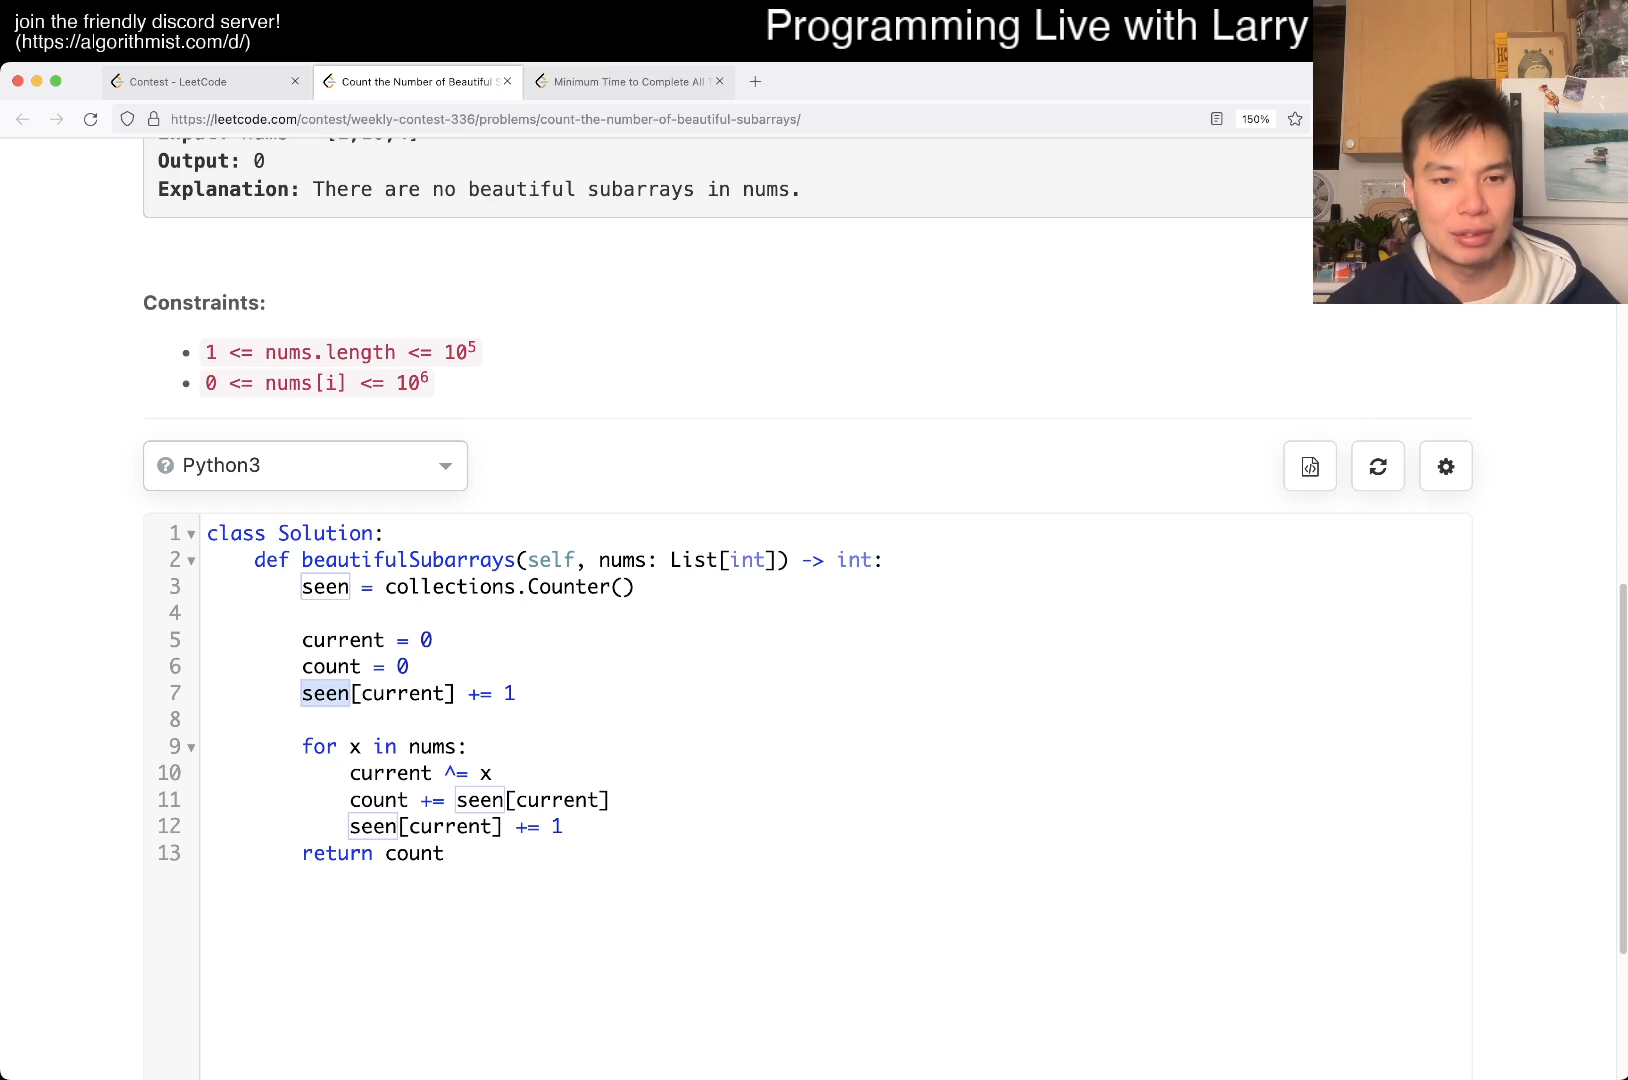 join the friendly discord server!
(https://algorithmist.com/d/)
Programming Live with Larry
Contest - LeetCode
Count the Number of Beautiful S
Minimum Time to Complete All T
https://leetcode.com/contest/weekly-contest-336/problems/count-the-number-of-beautiful-subarrays/
150%
Output: 0
Explanation: There are no beautiful subarrays in nums.
Constraints:
• 1 <= nums.length <= 10⁵
• 0 <= nums[i] <= 10⁶
Python3
1 class Solution:
2     def beautifulSubarrays(self, nums: List[int]) -> int:
3         seen = collections.Counter()
4
5         current = 0
6         count = 0
7         seen[current] += 1
8
9         for x in nums:
10             current ^= x
11             count += seen[current]
12             seen[current] += 1
13         return count